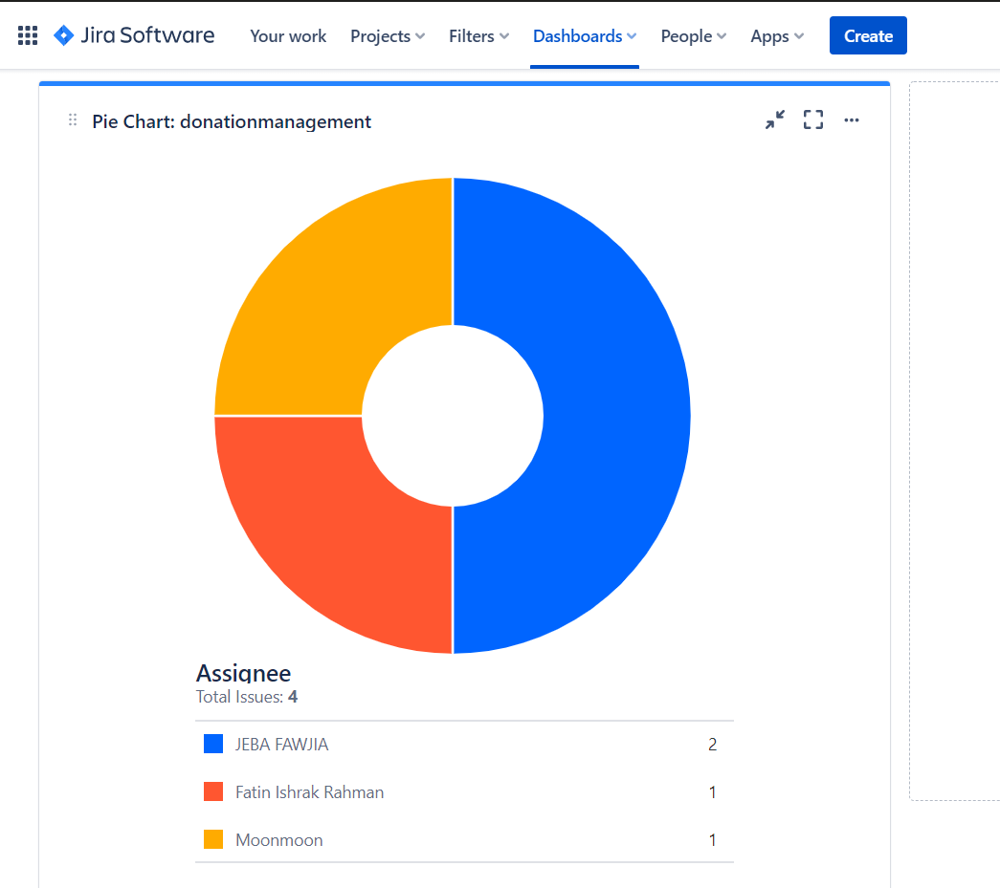 Jira Software Your work Projects Filters Dashboards People Apps Create
Pie Chart: donationmanagement
Assignee
Total Issues: 4
JEBA FAWJIA 2
Fatin Ishrak Rahman 1
Moonmoon 1